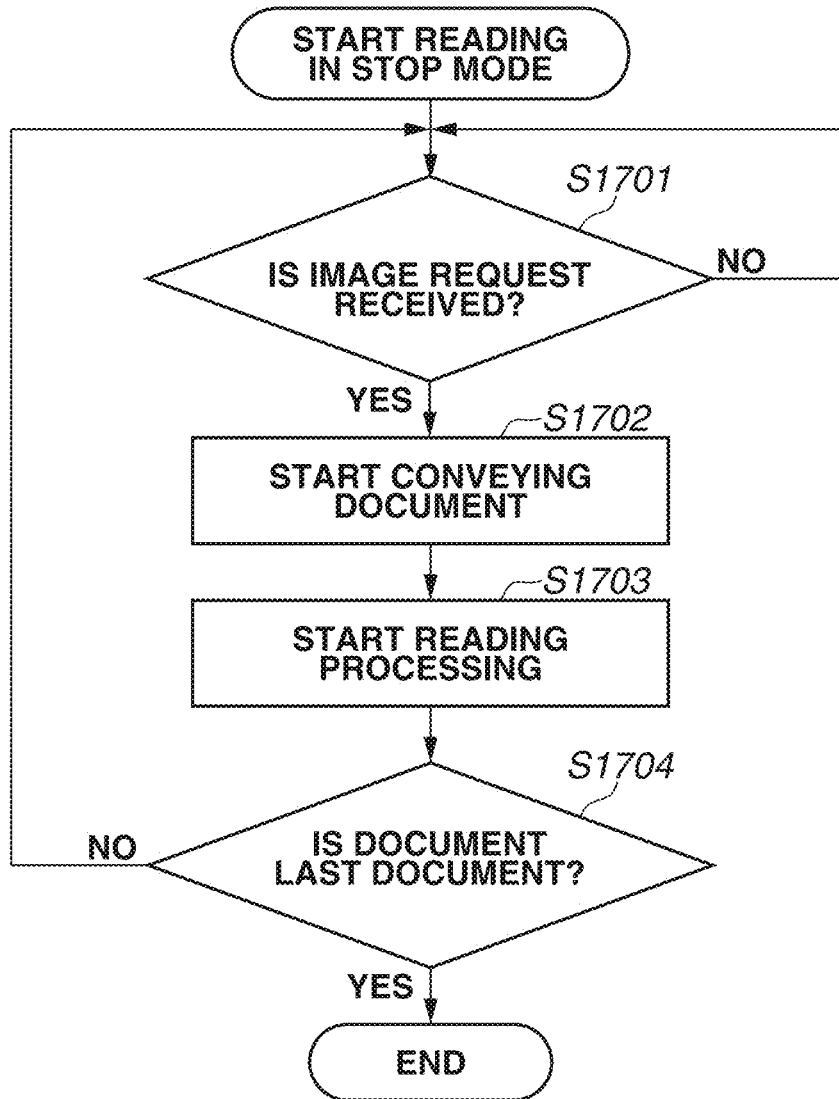 START READING
IN STOP MODE
S1701
IS IMAGE REQUEST
RECEIVED?
NO
YES
S1702
START CONVEYING
DOCUMENT
S1703
START READING
PROCESSING
S1704
NO
IS DOCUMENT
LAST DOCUMENT?
YES
END